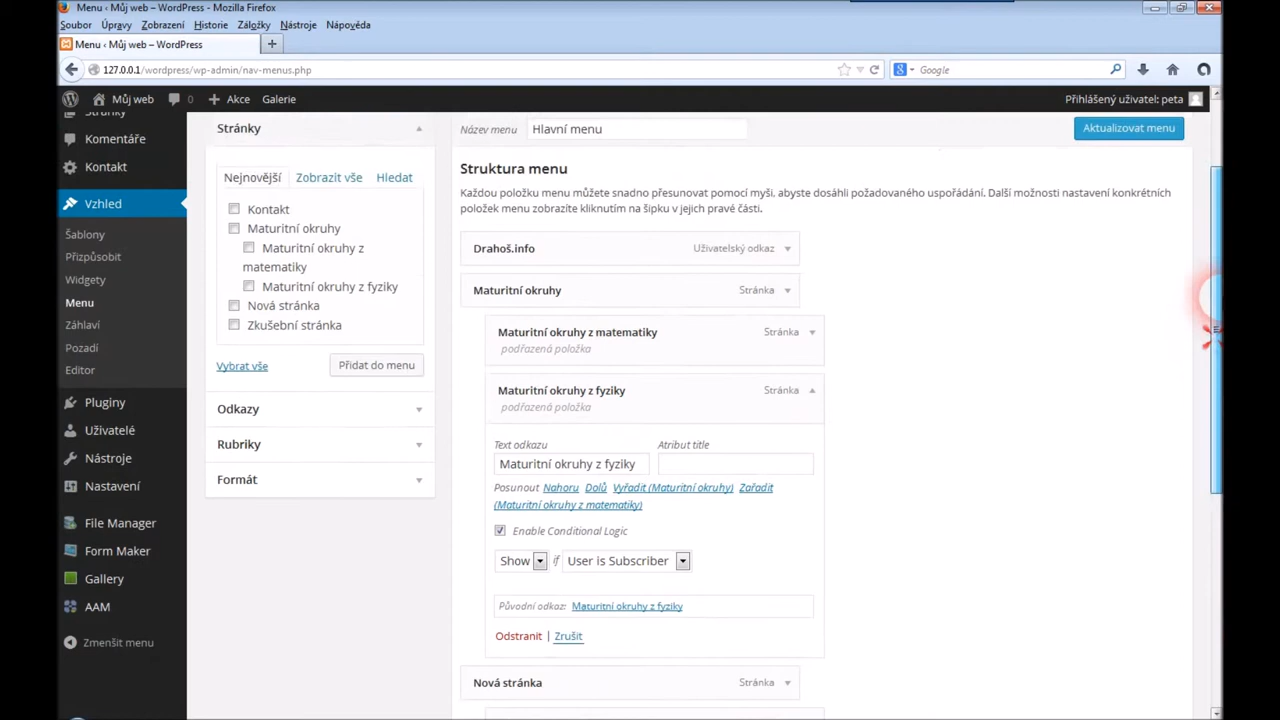 Menu ‹ Můj web – WordPress - Mozilla Firefox
Soubor Úpravy Zobrazení Historie Záložky Nástroje Nápověda
Menu ‹ Můj web – WordPress
127.0.0.1/wordpress/wp-admin/nav-menus.php
Google
Můj web 0 Akce Galerie
Přihlášený uživatel: peta
Stránky
Komentáře
Kontakt
Vzhled
Šablony
Přizpůsobit
Widgety
Menu
Záhlaví
Pozadí
Editor
Pluginy
Uživatelé
Nástroje
Nastavení
File Manager
Form Maker
Gallery
AAM
Zmenšit menu
Stránky
Nejnovější Zobrazit vše Hledat
Kontakt
Maturitní okruhy
Maturitní okruhy z
matematiky
Maturitní okruhy z fyziky
Nová stránka
Zkušební stránka
Vybrat vše Přidat do menu
Odkazy
Rubriky
Formát
Název menu Hlavní menu Aktualizovat menu
Struktura menu
Každou položku menu můžete snadno přesunovat pomocí myši, abyste dosáhli požadovaného uspořádání. Další možnosti nastavení konkrétních
položek menu zobrazíte kliknutím na šipku v jejich pravé části.
Drahoš.info Uživatelský odkaz
Maturitní okruhy Stránka
Maturitní okruhy z matematiky Stránka
podřazená položka
Maturitní okruhy z fyziky Stránka
podřazená položka
Text odkazu Atribut title
Maturitní okruhy z fyziky
Posunout Nahoru Dolů Vyřadit (Maturitní okruhy) Zařadit
(Maturitní okruhy z matematiky)
Enable Conditional Logic
Show if User is Subscriber
Původní odkaz: Maturitní okruhy z fyziky
Odstranit | Zrušit
Nová stránka Stránka